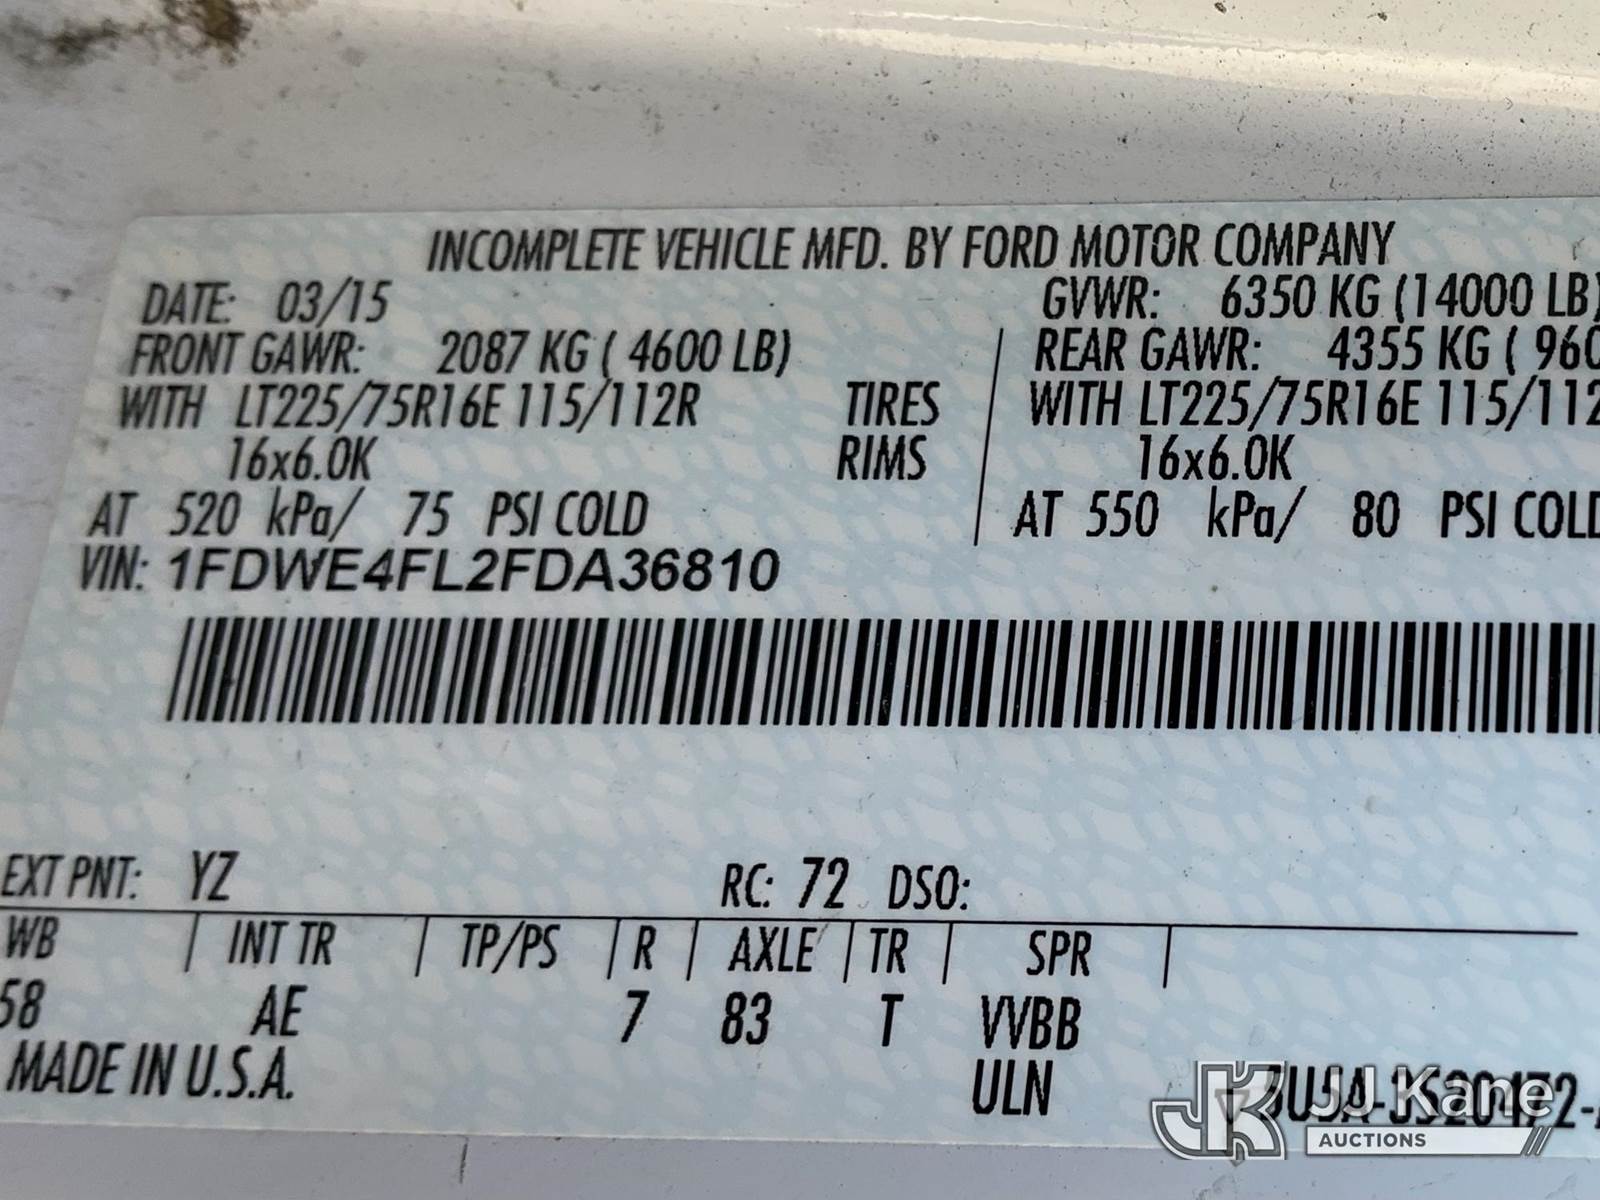 INCOMPLETE VEHICLE MFD. BY FORD MOTOR COMPANY
DATE: 03/15 GVWR: 6350 KG (14000 LB)
FRONT GAWR: 2087 KG ( 4600 LB) REAR GAWR: 4355 KG ( 960
WITH LT225/75R16E 115/112R TIRES WITH LT225/75R16E 115/112
16x6.0K RIMS 16x6.0K
AT 520 kPa/ 75 PSI COLD AT 550 kPa/ 80 PSI COLD
VIN: 1FDWE4FL2FDA36810
EXT PNT: YZ RC: 72 DSO:
WB INT TR TP/PS R AXLE TR SPR
58 AE 7 83 T VVBB
MADE IN U.S.A. ULN
JJ Kane
AUCTIONS